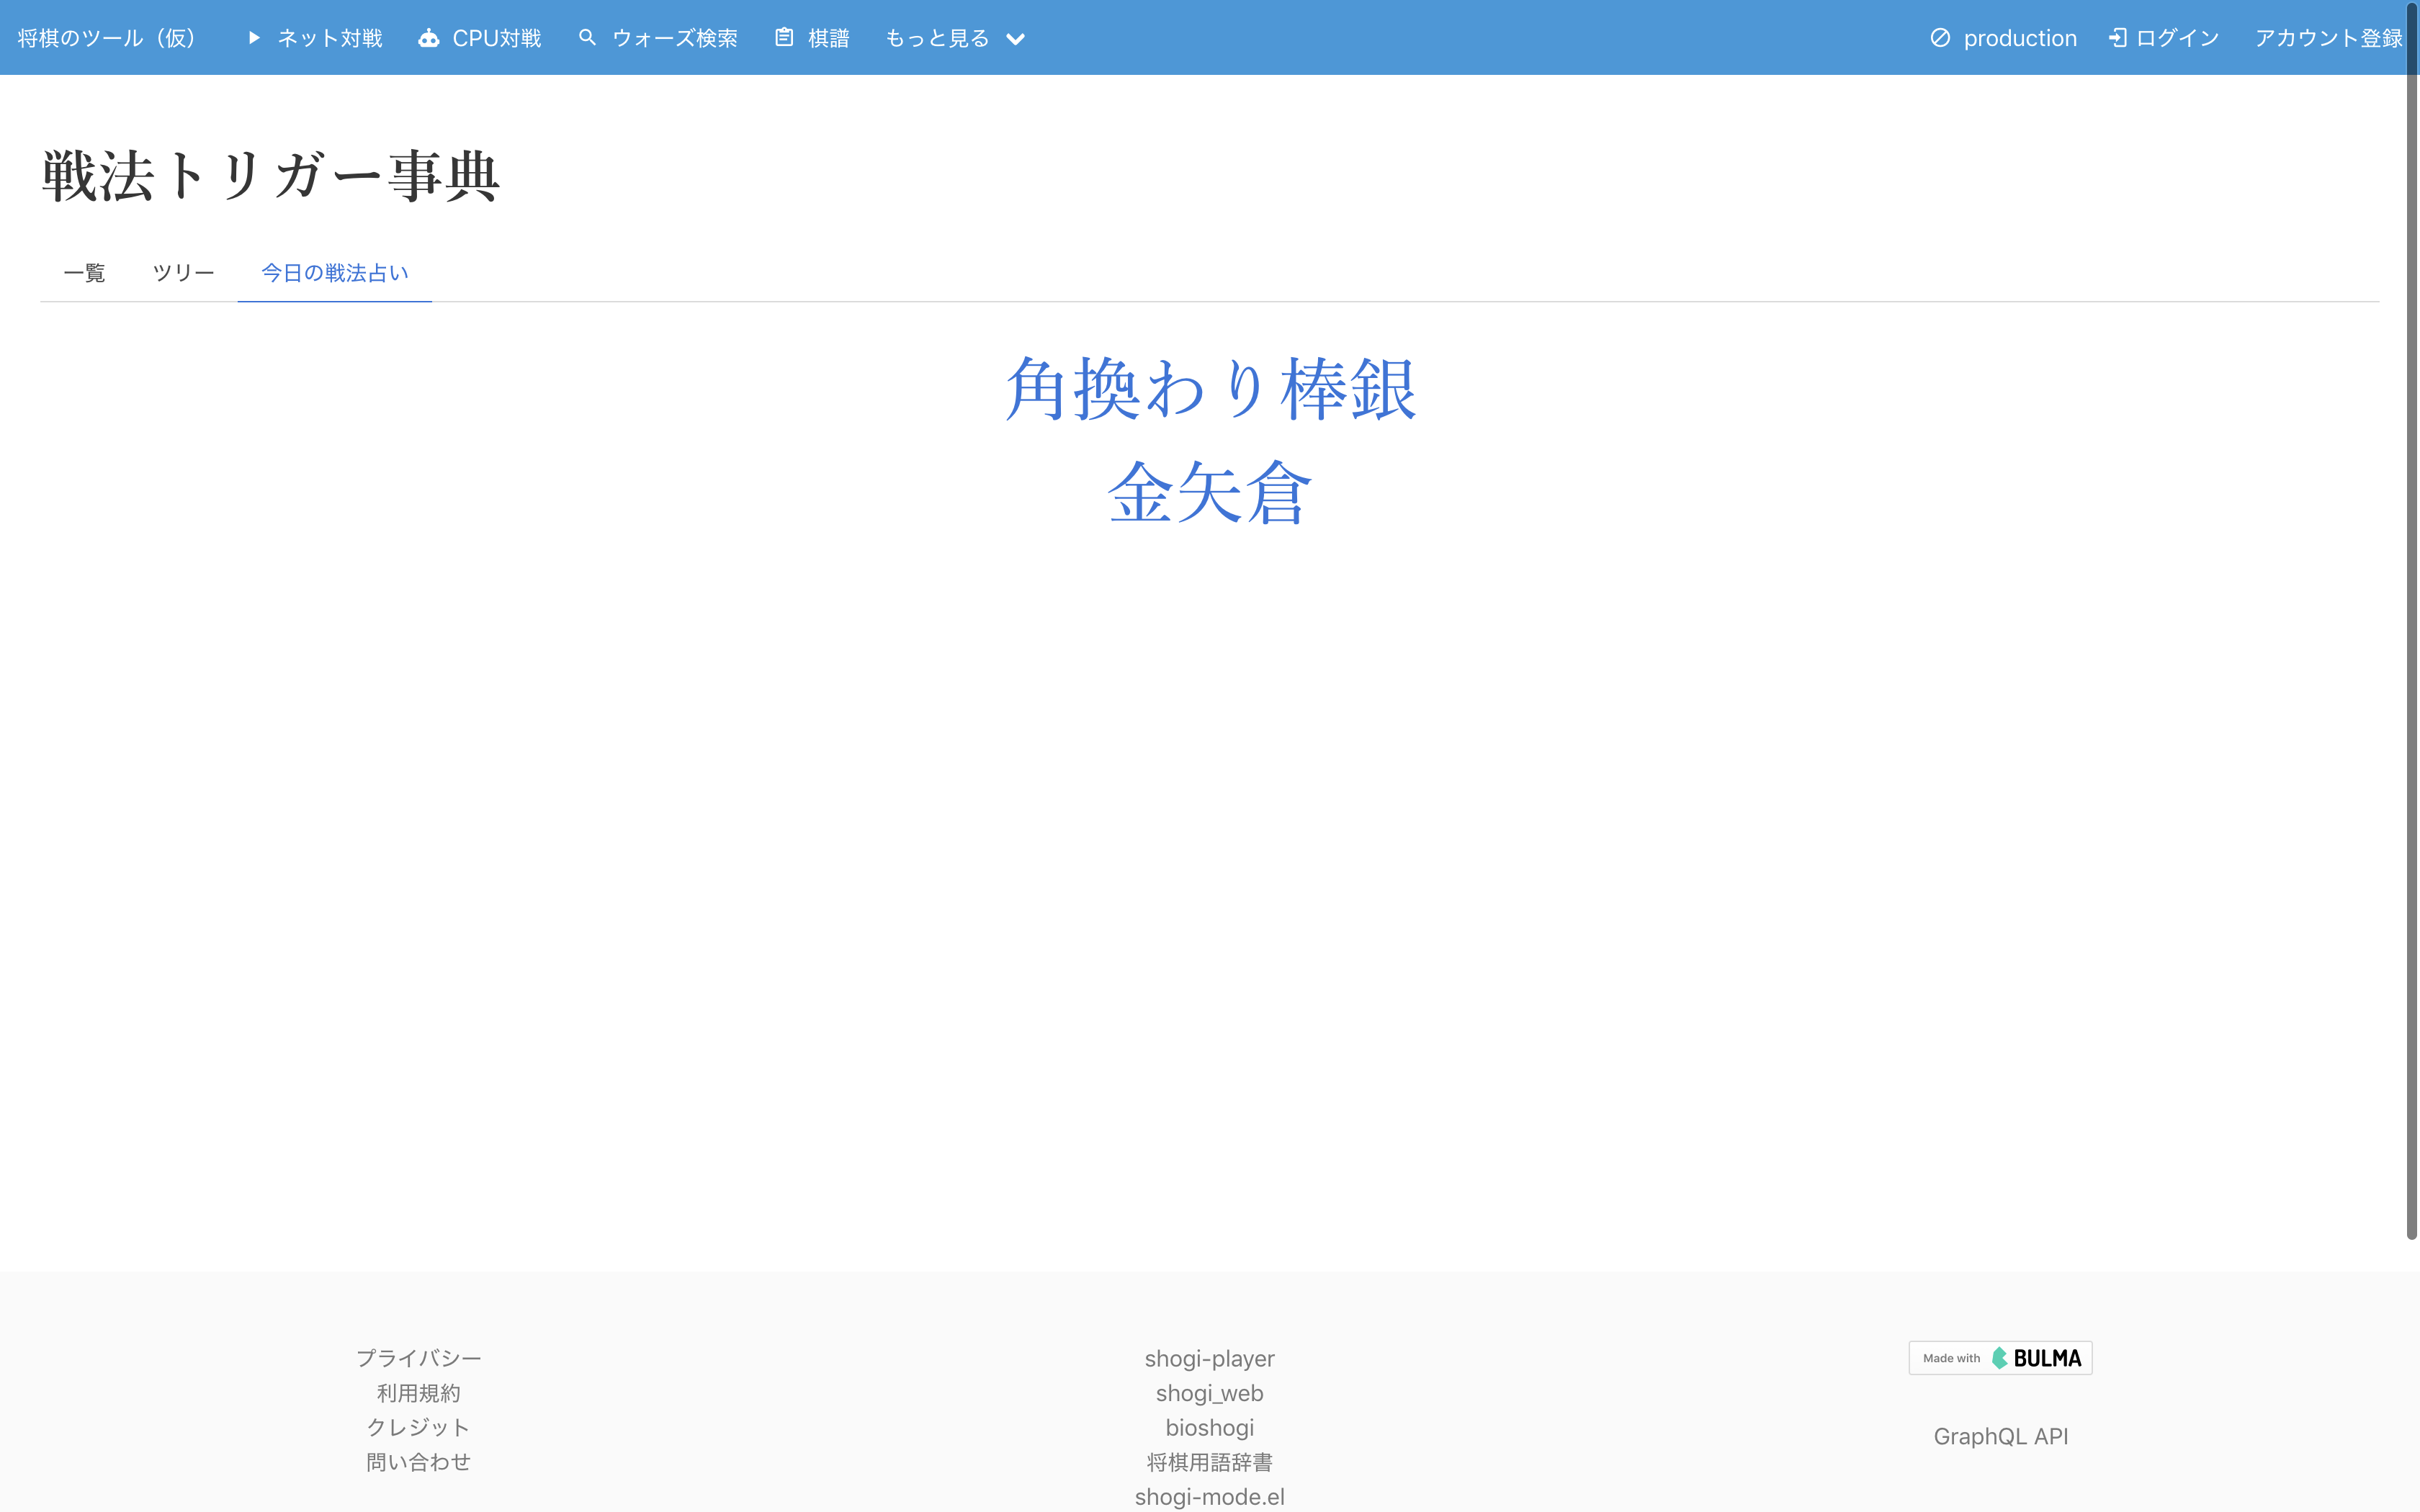 将棋のツール（仮） ネット対戦 CPU対戦 ウォーズ検索 棋譜 もっと見る production ログイン アカウント登録
戦法トリガー事典
一覧 ツリー 今日の戦法占い
角換わり棒銀
金矢倉
プライバシー
利用規約
クレジット
問い合わせ
shogi-player
shogi_web
bioshogi
将棋用語辞書
shogi-mode.el
Made with BULMA
GraphQL API